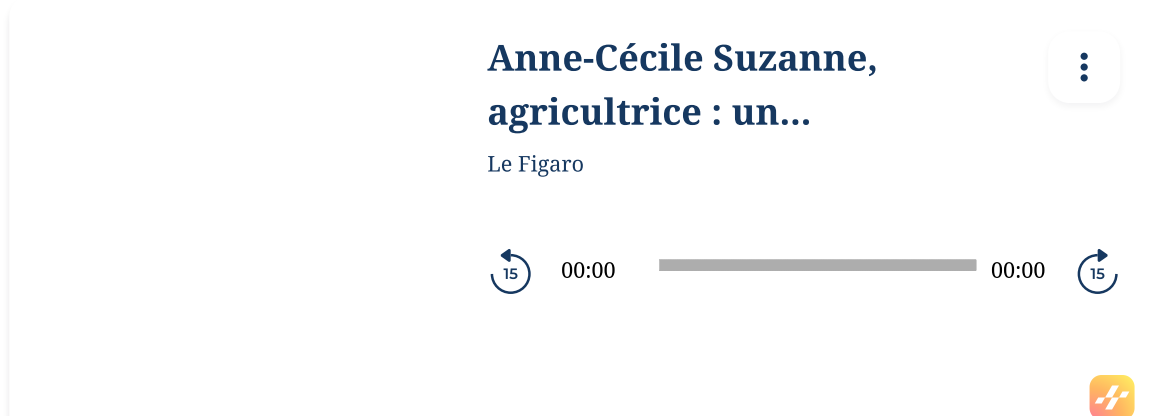 Anne-Cécile Suzanne,
agricultrice : un...
Le Figaro
15 00:00 00:00 15